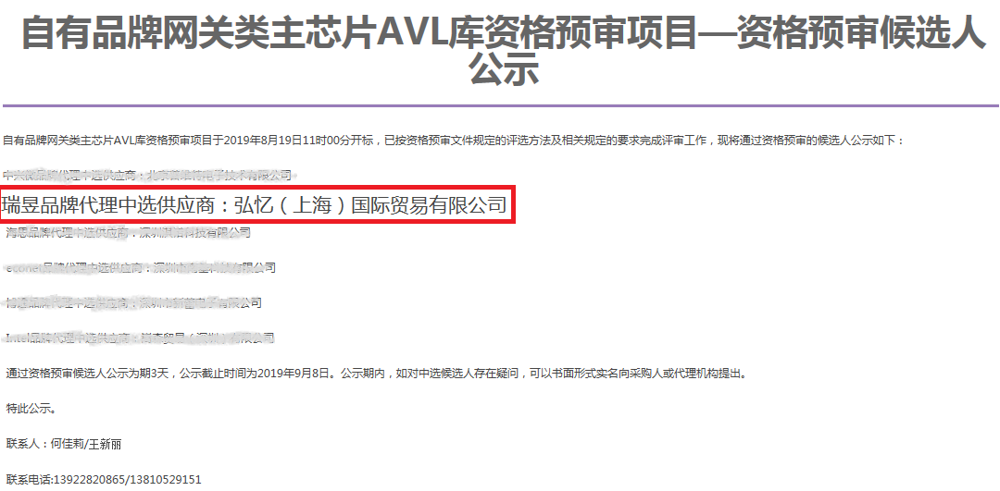 自有品牌网关类主芯片AVL库资格预审项目—资格预审候选人
公示
自有品牌网关类主芯片AVL库资格预审项目于2019年8月19日11时00分开标，已按资格预审文件规定的评选方法及相关规定的要求完成评审工作，现将通过资格预审的候选人公示如下：
中兴微品牌代理中选供应商：北京 电子技术有限公司
瑞昱品牌代理中选供应商：弘忆（上海）国际贸易有限公司
海思品牌代理中选供应商：深圳 科技有限公司
econet品牌代理中选供应商：深圳市 科技有限公司
博通品牌代理中选供应商：深圳市新蕾电子有限公司
Intel品牌代理中选供应商： 贸易（深圳）有限公司
通过资格预审候选人公示为期3天，公示截止时间为2019年9月8日。公示期内，如对中选候选人存在疑问，可以书面形式实名向采购人或代理机构提出。
特此公示。
联系人：何佳莉/王新丽
联系电话:13922820865/13810529151